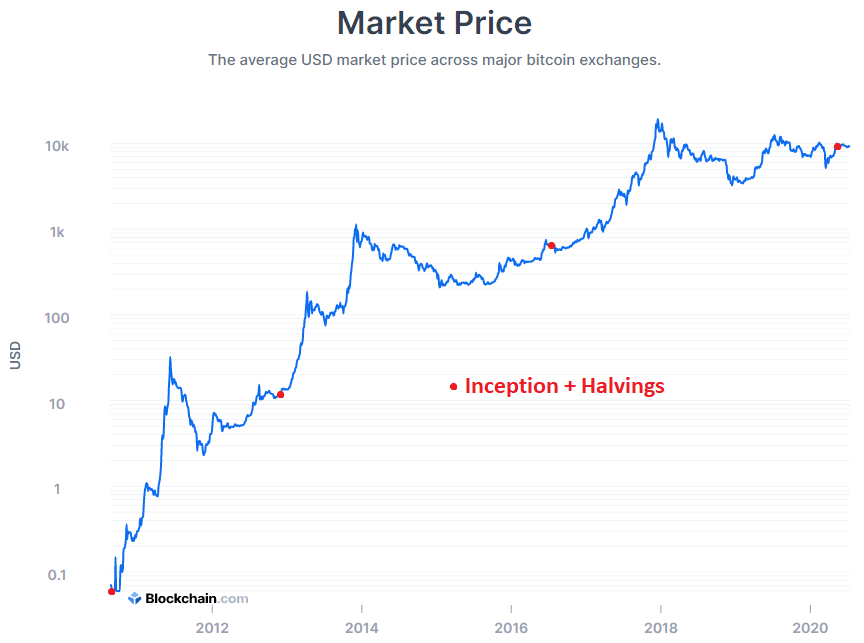 Market Price
The average USD market price across major bitcoin exchanges.
10k
1k
100
USD
Inception + Halvings
10
1
0.1
Blockchain.com
2012 2014 2016 2018 2020